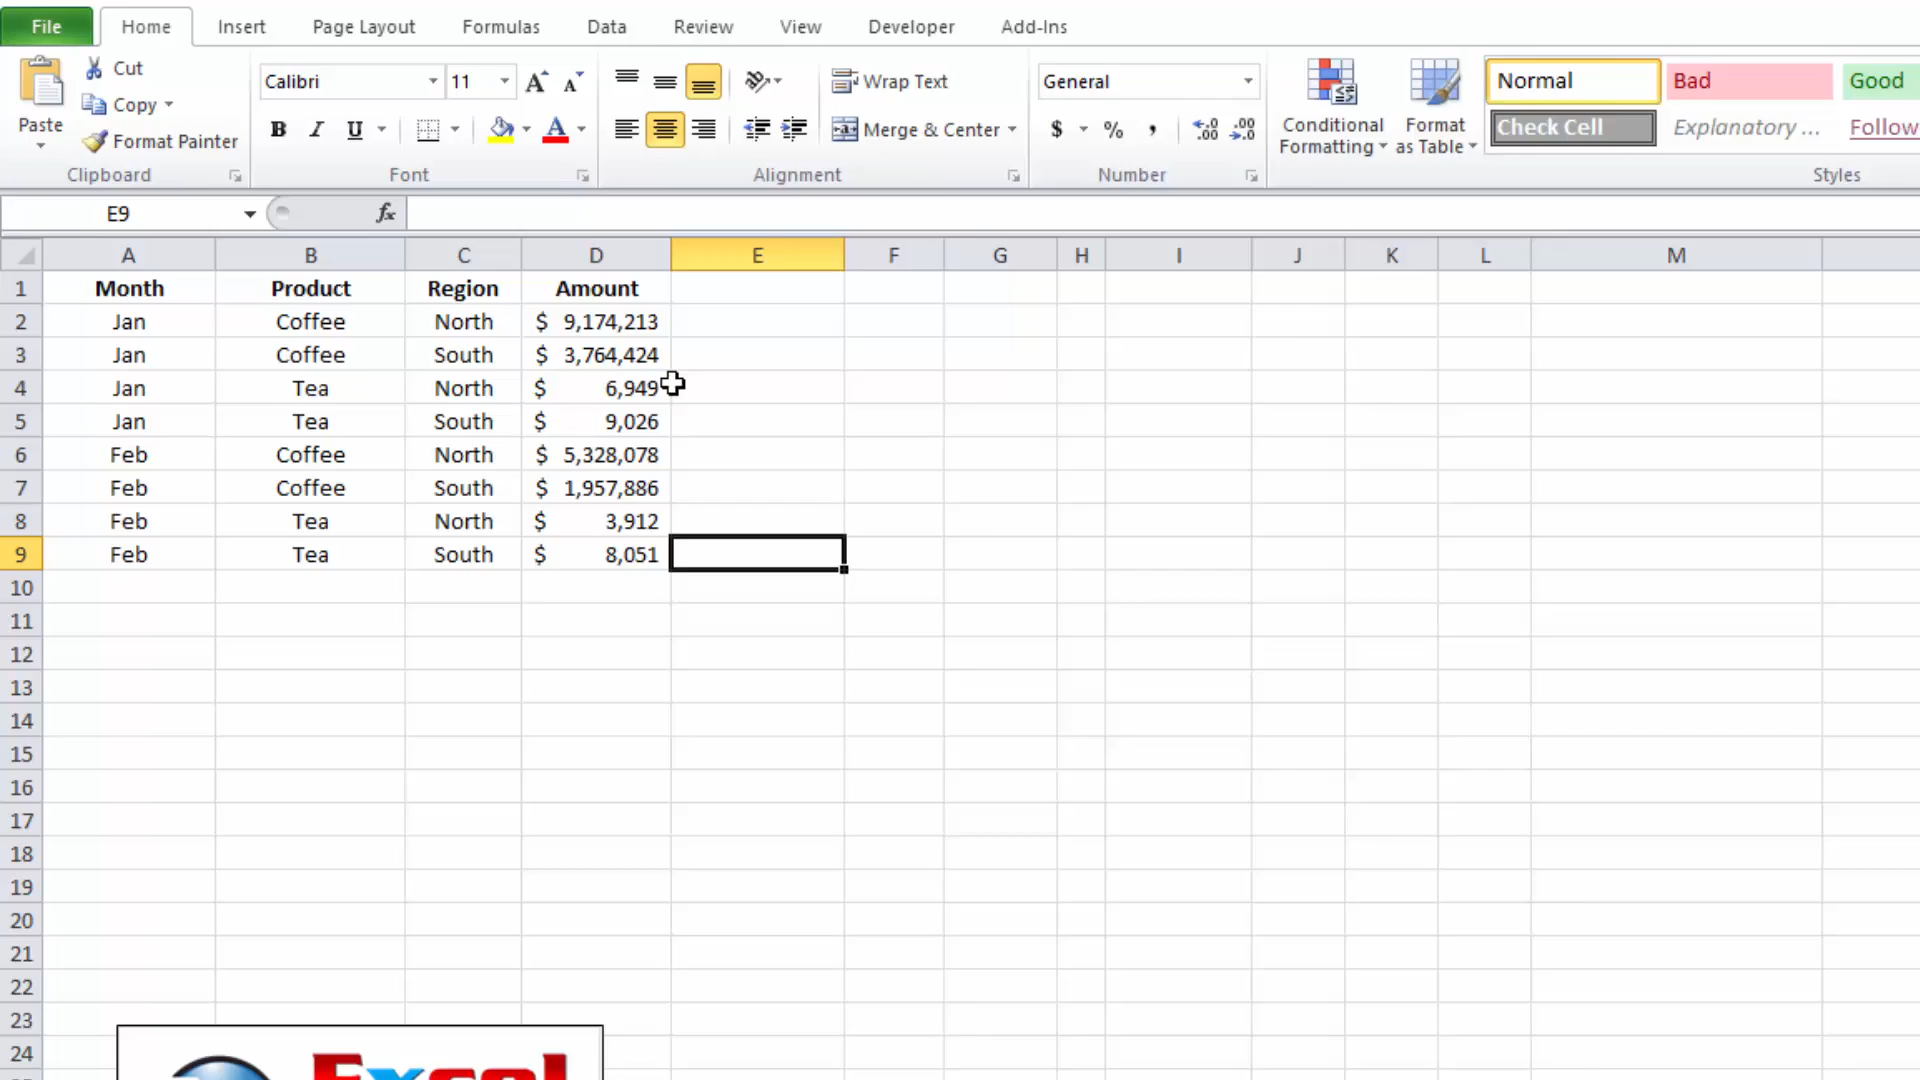 File Home Insert Page Layout Formulas Data Review View Developer Add-Ins
Paste Cut Copy Format Painter Clipboard
Calibri 11 B I U A Font
Wrap Text Merge & Center Alignment
General $ % , .00 Number
Conditional Formatting Format as Table Normal Bad Good Check Cell Explanatory ... Follow Styles
E9 fx
A B C D E F G H I J K L M
1 Month Product Region Amount
2 Jan Coffee North $ 9,174,213
3 Jan Coffee South $ 3,764,424
4 Jan Tea North $ 6,949
5 Jan Tea South $ 9,026
6 Feb Coffee North $ 5,328,078
7 Feb Coffee South $ 1,957,886
8 Feb Tea North $ 3,912
9 Feb Tea South $ 8,051
10
11
12
13
14
15
16
17
18
19
20
21
22
23
24
Excel